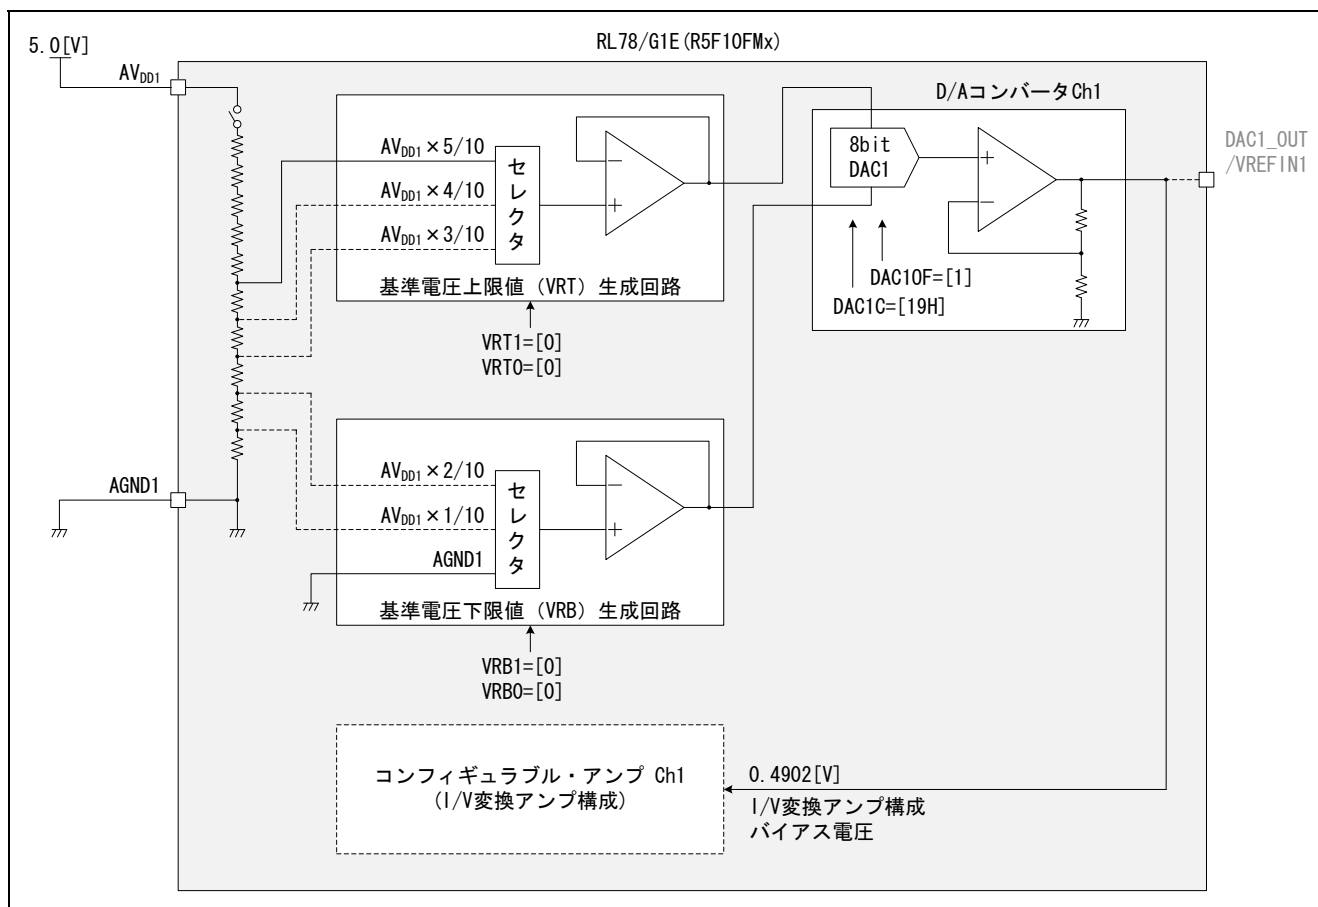 RL78/G1E(R5F10FMx)
5.0[V]
AVDD1
AVDD1×5/10
AVDD1×4/10
AVDD1×3/10
セレクタ
基準電圧上限値（VRT）生成回路
VRT1=[0]
VRT0=[0]
D/AコンバータCh1
8bit
DAC1
DAC1OF=[1]
DAC1C=[19H]
DAC1_OUT
/VREFIN1
AGND1
AVDD1×2/10
AVDD1×1/10
AGND1
セレクタ
基準電圧下限値（VRB）生成回路
VRB1=[0]
VRB0=[0]
コンフィギュラブル・アンプ Ch1
(I/V変換アンプ構成)
0.4902[V]
I/V変換アンプ構成
バイアス電圧